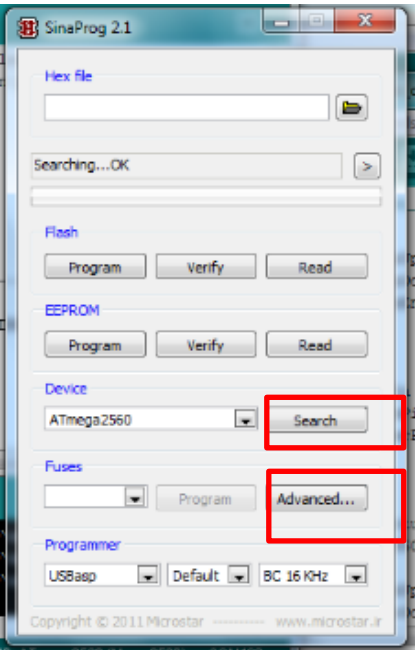 SinaProg 2.1
Hex file
Searching...OK
>
Flash
Program Verify Read
EEPROM
Program Verify Read
Device
ATmega2560 Search
Fuses
Program Advanced...
Programmer
USBasp Default BC 16 KHz
Copyright © 2011 Microstar ---------- www.microstar.ir